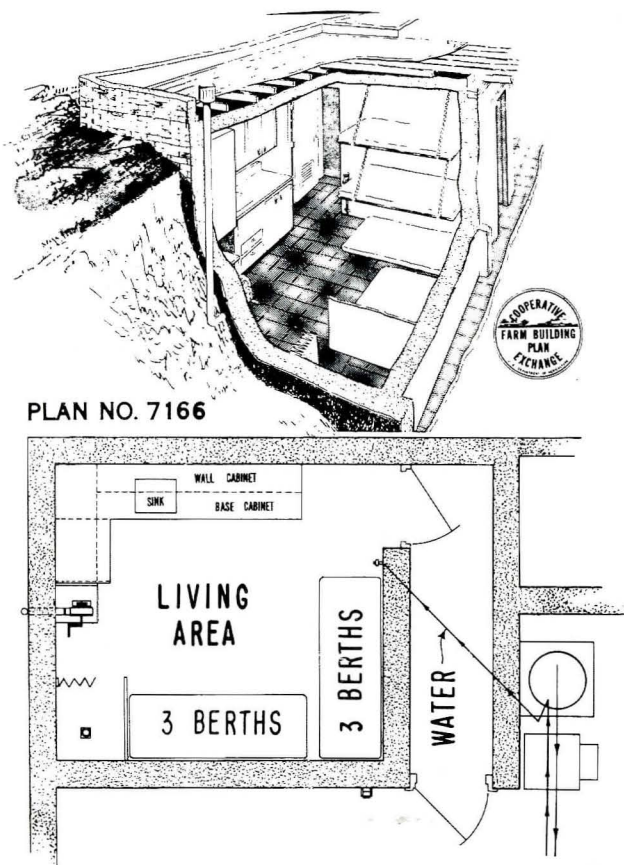 COOPERATIVE
FARM BUILDING
PLAN
EXCHANGE
PLAN NO. 7166
WALL CABINET
SINK
BASE CABINET
LIVING
AREA
3 BERTHS
3 BERTHS
WATER